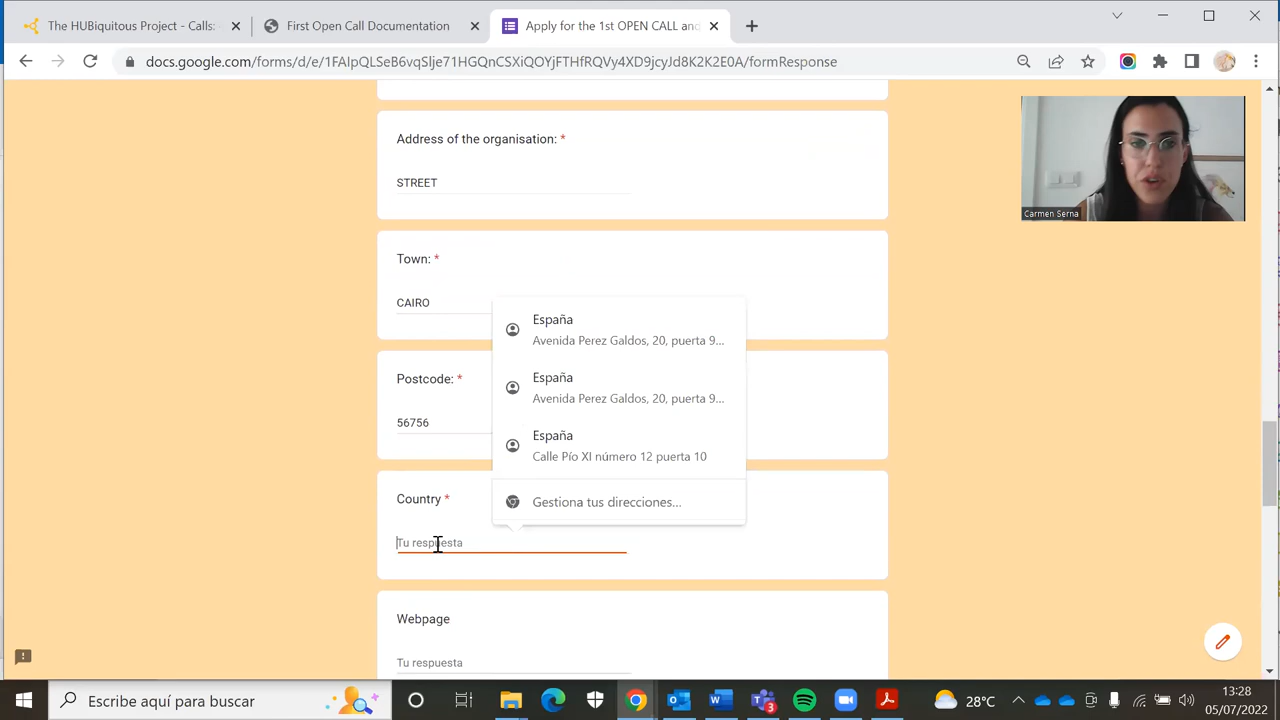 The HUBiquitous Project - Calls:
First Open Call Documentation
Apply for the 1st OPEN CALL and
docs.google.com/forms/d/e/1FAIpQLSeB6vqSlJe71HGQnCSXiQOYjFTHfRQVy4XD9jcyJd8K2K2E0A/formResponse
Address of the organisation: *
STREET
Carmen Serna
Town: *
CAIRO
España
Avenida Perez Galdos, 20, puerta 9...
Postcode: *
España
Avenida Perez Galdos, 20, puerta 9...
56756
España
Calle Pío XI número 12 puerta 10
Country *
Gestiona tus direcciones...
Tu respuesta
Webpage
Tu respuesta
Escribe aquí para buscar
3
28°C
13:28
05/07/2022